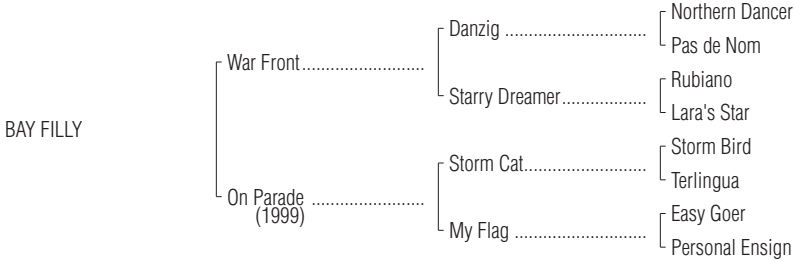 Northern Dancer
Danzig ..............................
Pas de Nom
War Front..........................
Rubiano
Starry Dreamer..................
Lara's Star
BAY FILLY
Storm Bird
Storm Cat..........................
Terlingua
On Parade ........................
(1999)
Easy Goer
My Flag ............................
Personal Ensign